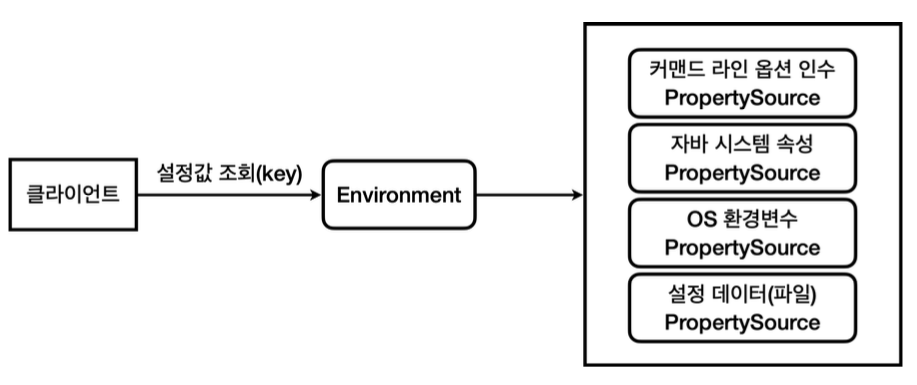 클라이언트
설정값 조회(key)
Environment
커맨드 라인 옵션 인수
PropertySource
자바 시스템 속성
PropertySource
OS 환경변수
PropertySource
설정 데이터(파일)
PropertySource